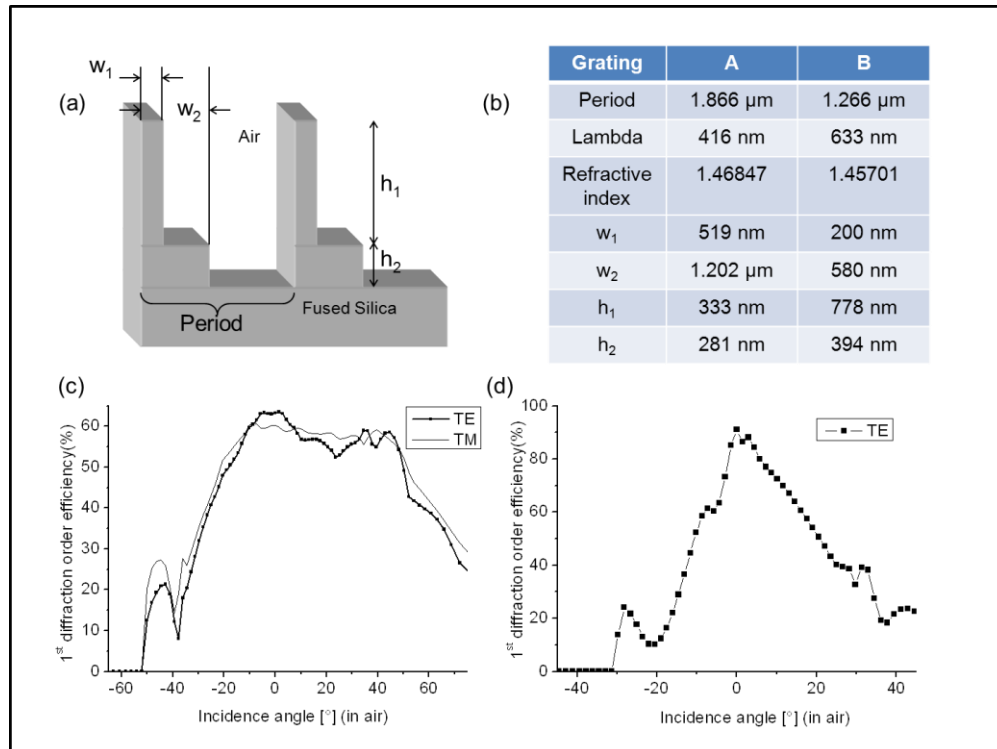 (a)
w₁
w₂
Air
h₁
h₂
Period
Fused Silica
(b)
Grating A B
Period 1.866 µm 1.266 µm
Lambda 416 nm 633 nm
Refractive index 1.46847 1.45701
w₁ 519 nm 200 nm
w₂ 1.202 µm 580 nm
h₁ 333 nm 778 nm
h₂ 281 nm 394 nm
(c)
1ˢᵗ diffraction order efficiency(%)
60
50
40
30
20
10
0
-60 -40 -20 0 20 40 60
Incidence angle [°] (in air)
TE
TM
(d)
1ˢᵗ diffraction order efficiency(%)
100
80
60
40
20
0
-40 -20 0 20 40
Incidence angle [°] (in air)
TE